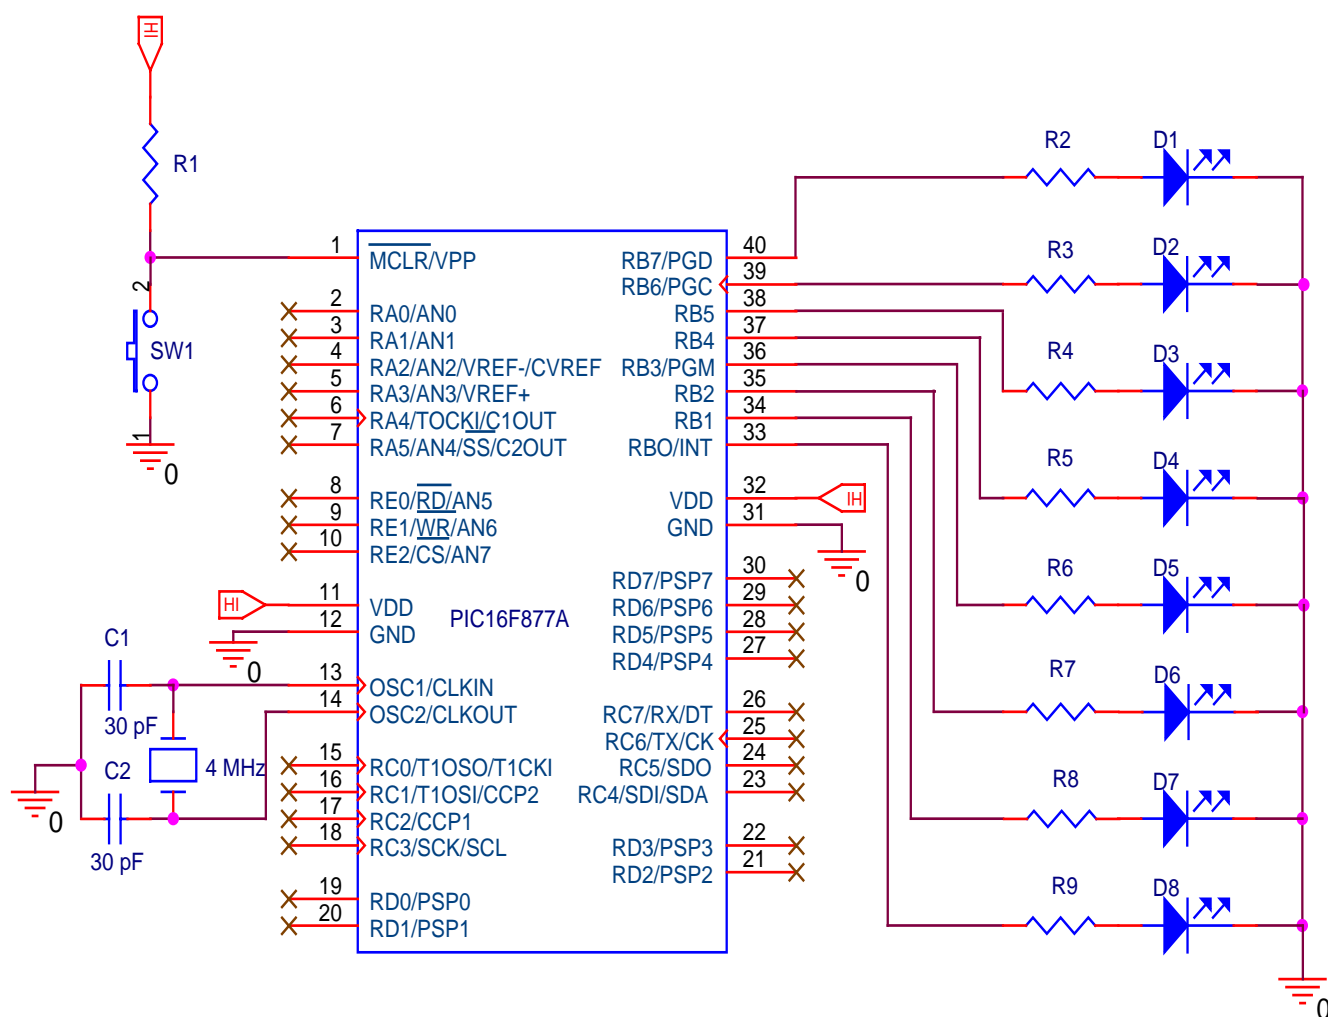 HI
R1
2
SW1
1
0
1 MCLR/VPP
2 RA0/AN0
3 RA1/AN1
4 RA2/AN2/VREF-/CVREF
5 RA3/AN3/VREF+
6 RA4/TOCKI/C1OUT
7 RA5/AN4/SS/C2OUT
8 RE0/RD/AN5
9 RE1/WR/AN6
10 RE2/CS/AN7
HI 11 VDD
12 GND
0
PIC16F877A
C1
30 pF
13 OSC1/CLKIN
14 OSC2/CLKOUT
C2
4 MHz
0
30 pF
15 RC0/T1OSO/T1CKI
16 RC1/T1OSI/CCP2
17 RC2/CCP1
18 RC3/SCK/SCL
19 RD0/PSP0
20 RD1/PSP1
RB7/PGD 40
RB6/PGC 39
RB5 38
RB4 37
RB3/PGM 36
RB2 35
RB1 34
RBO/INT 33
VDD 32 HI
GND 31
0
RD7/PSP7 30
RD6/PSP6 29
RD5/PSP5 28
RD4/PSP4 27
RC7/RX/DT 26
RC6/TX/CK 25
RC5/SDO 24
RC4/SDI/SDA 23
RD3/PSP3 22
RD2/PSP2 21
R2 D1
R3 D2
R4 D3
R5 D4
R6 D5
R7 D6
R8 D7
R9 D8
0